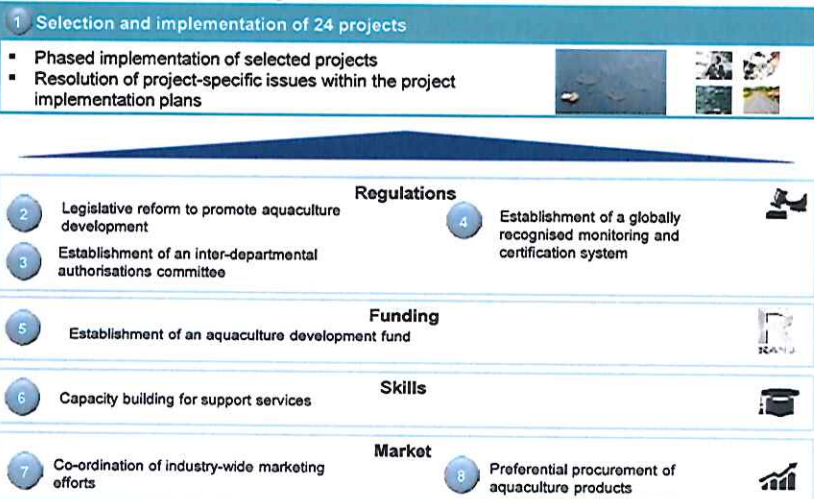 1 Selection and implementation of 24 projects
▪ Phased implementation of selected projects
▪ Resolution of project-specific issues within the project
implementation plans
Regulations
2 Legislative reform to promote aquaculture
development
3 Establishment of an inter-departmental
authorisations committee
4 Establishment of a globally
recognised monitoring and
certification system
Funding
5 Establishment of an aquaculture development fund
Skills
6 Capacity building for support services
Market
7 Co-ordination of industry-wide marketing
efforts
8 Preferential procurement of
aquaculture products